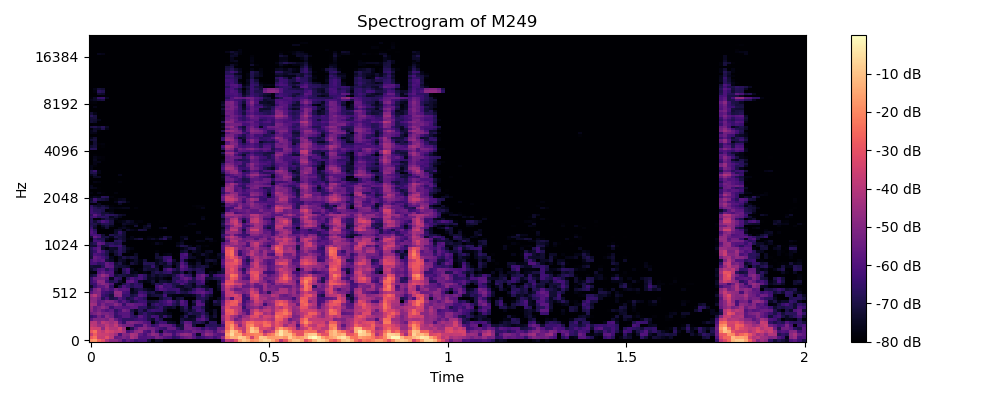 Spectrogram of M249
Hz
16384
8192
4096
2048
1024
512
0
0 0.5 1 1.5 2
Time
-10 dB
-20 dB
-30 dB
-40 dB
-50 dB
-60 dB
-70 dB
-80 dB